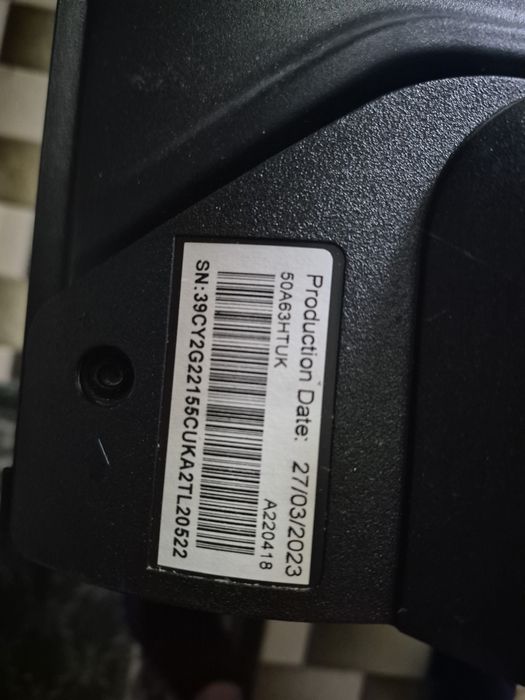 Production Date: 27/03/2023
50A63HTUK A220418
SN:39CY2G22155CUKA2TL20522